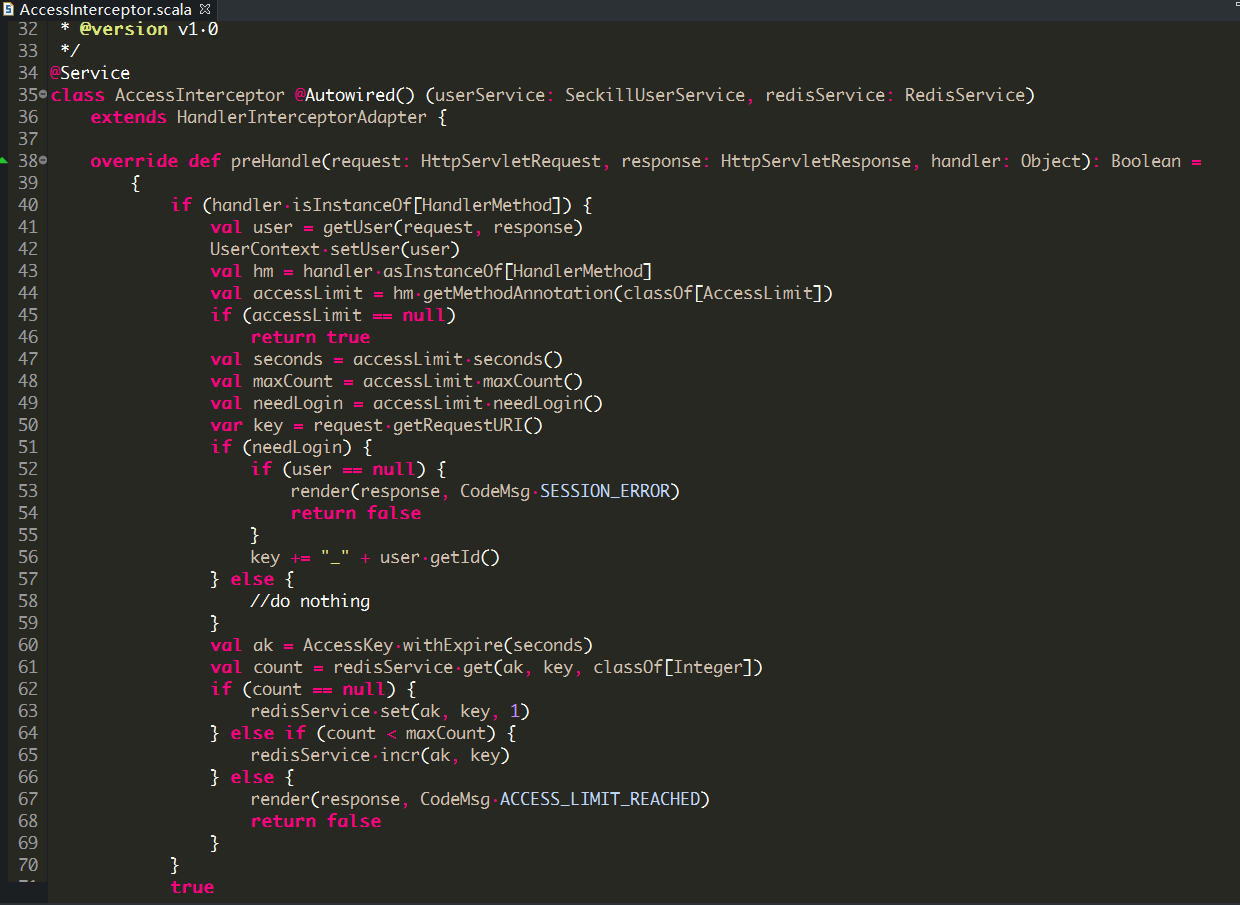 AccessInterceptor.scala
32 * @version v1.0
33 */
34 @Service
35 class AccessInterceptor @Autowired() (userService: SeckillUserService, redisService: RedisService)
36     extends HandlerInterceptorAdapter {
37
38     override def preHandle(request: HttpServletRequest, response: HttpServletResponse, handler: Object): Boolean =
39         {
40             if (handler.isInstanceOf[HandlerMethod]) {
41                 val user = getUser(request, response)
42                 UserContext.setUser(user)
43                 val hm = handler.asInstanceOf[HandlerMethod]
44                 val accessLimit = hm.getMethodAnnotation(classOf[AccessLimit])
45                 if (accessLimit == null)
46                     return true
47                 val seconds = accessLimit.seconds()
48                 val maxCount = accessLimit.maxCount()
49                 val needLogin = accessLimit.needLogin()
50                 var key = request.getRequestURI()
51                 if (needLogin) {
52                     if (user == null) {
53                         render(response, CodeMsg.SESSION_ERROR)
54                         return false
55                     }
56                     key += "_" + user.getId()
57                 } else {
58                     //do nothing
59                 }
60                 val ak = AccessKey.withExpire(seconds)
61                 val count = redisService.get(ak, key, classOf[Integer])
62                 if (count == null) {
63                     redisService.set(ak, key, 1)
64                 } else if (count < maxCount) {
65                     redisService.incr(ak, key)
66                 } else {
67                     render(response, CodeMsg.ACCESS_LIMIT_REACHED)
68                     return false
69                 }
70             }
            true